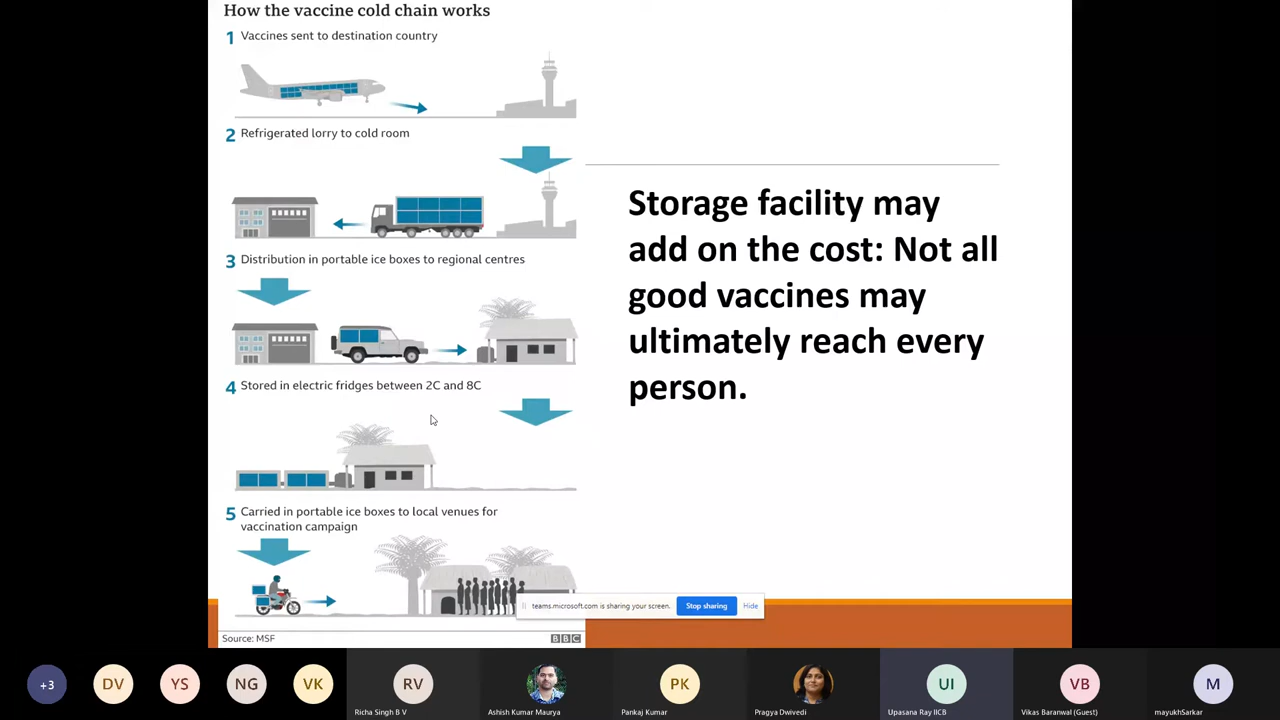 How the vaccine cold chain works
1 Vaccines sent to destination country
2 Refrigerated lorry to cold room
3 Distribution in portable ice boxes to regional centres
4 Stored in electric fridges between 2C and 8C
5 Carried in portable ice boxes to local venues for
vaccination campaign
Source: MSF
BBC
Storage facility may
add on the cost: Not all
good vaccines may
ultimately reach every
person.
teams.microsoft.com is sharing your screen.
Stop sharing
Hide
+3
DV
YS
NG
VK
RV
Richa Singh B V
Ashish Kumar Maurya
PK
Pankaj Kumar
Pragya Dwivedi
UI
Upasana Ray IICB
VB
Vikas Baranwal (Guest)
M
mayukhSarkar